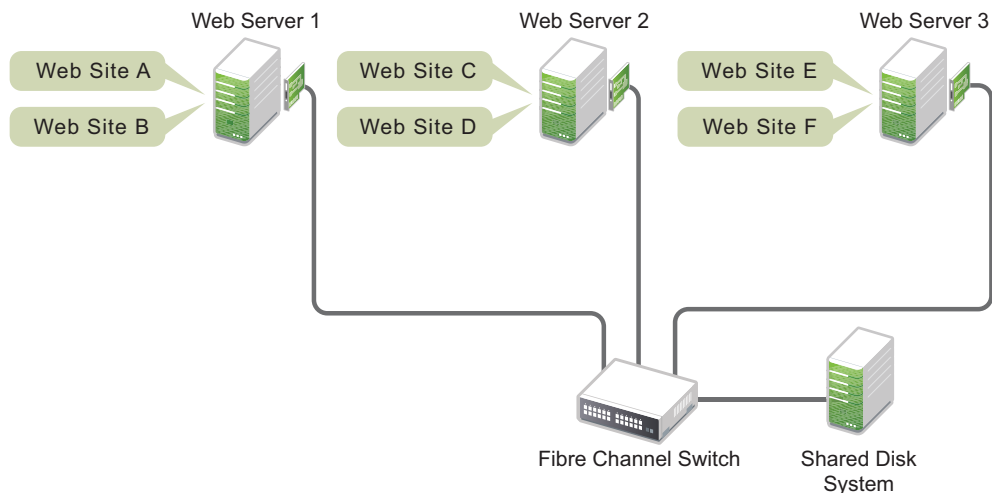 Web Server 1
Web Server 2
Web Server 3
Web Site A
Web Site C
Web Site E
Web Site B
Web Site D
Web Site F
Fibre Channel Switch
Shared Disk
System